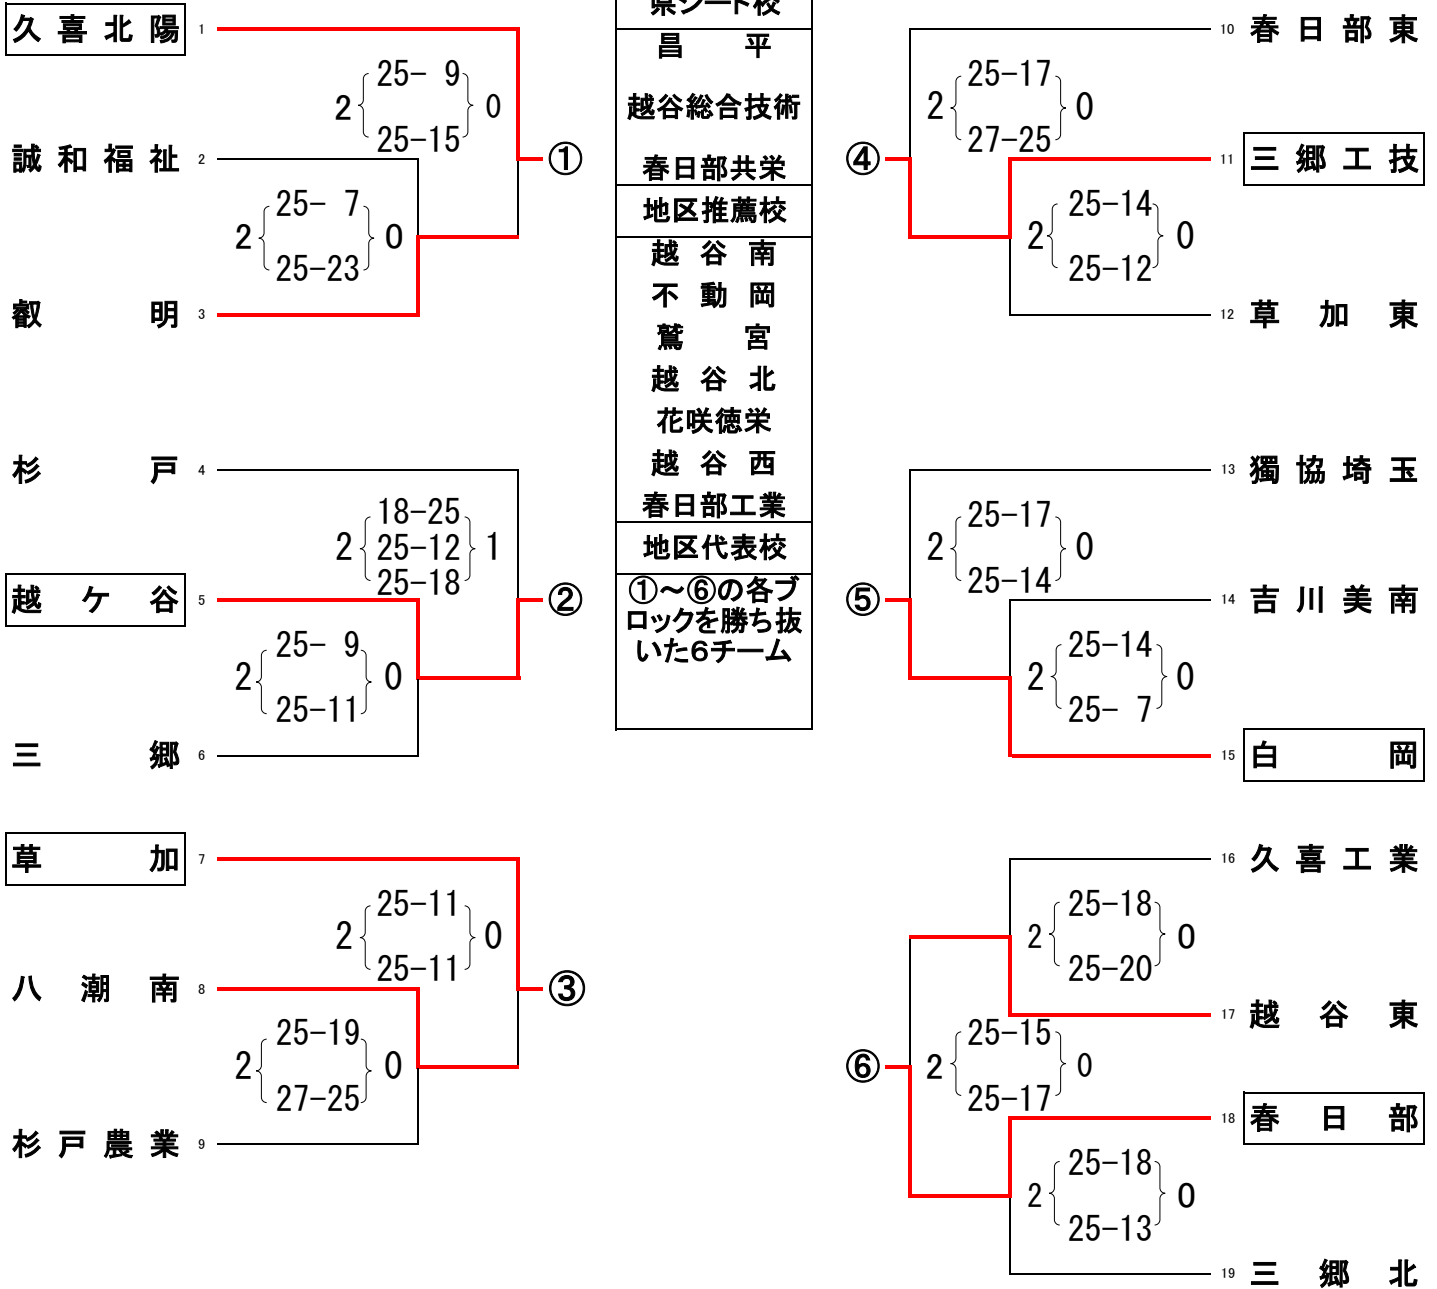 久喜北陽 1
25- 9
2 0
25-15
①
誠和福祉 2
25- 7
2 0
25-23
叡明 3
杉戸 4
18-25
2 25-12 1
25-18
②
越ケ谷 5
25- 9
2 0
25-11
三郷 6
草加 7
25-11
2 0
25-11
③
八潮南 8
25-19
2 0
27-25
杉戸農業 9
県シード校
昌平
越谷総合技術
春日部共栄
地区推薦校
越谷南
不動岡
鷲宮
越谷北
花咲徳栄
越谷西
春日部工業
地区代表校
①～⑥の各ブ
ロックを勝ち抜
いた6チーム
10 春日部東
25-17
2 0
27-25
④
11 三郷工技
25-14
2 0
25-12
12 草加東
13 獨協埼玉
25-17
2 0
25-14
⑤
14 吉川美南
25-14
2 0
25- 7
15 白岡
16 久喜工業
25-18
2 0
25-20
17 越谷東
25-15
⑥ 2 0
25-17
18 春日部
25-18
2 0
25-13
19 三郷北